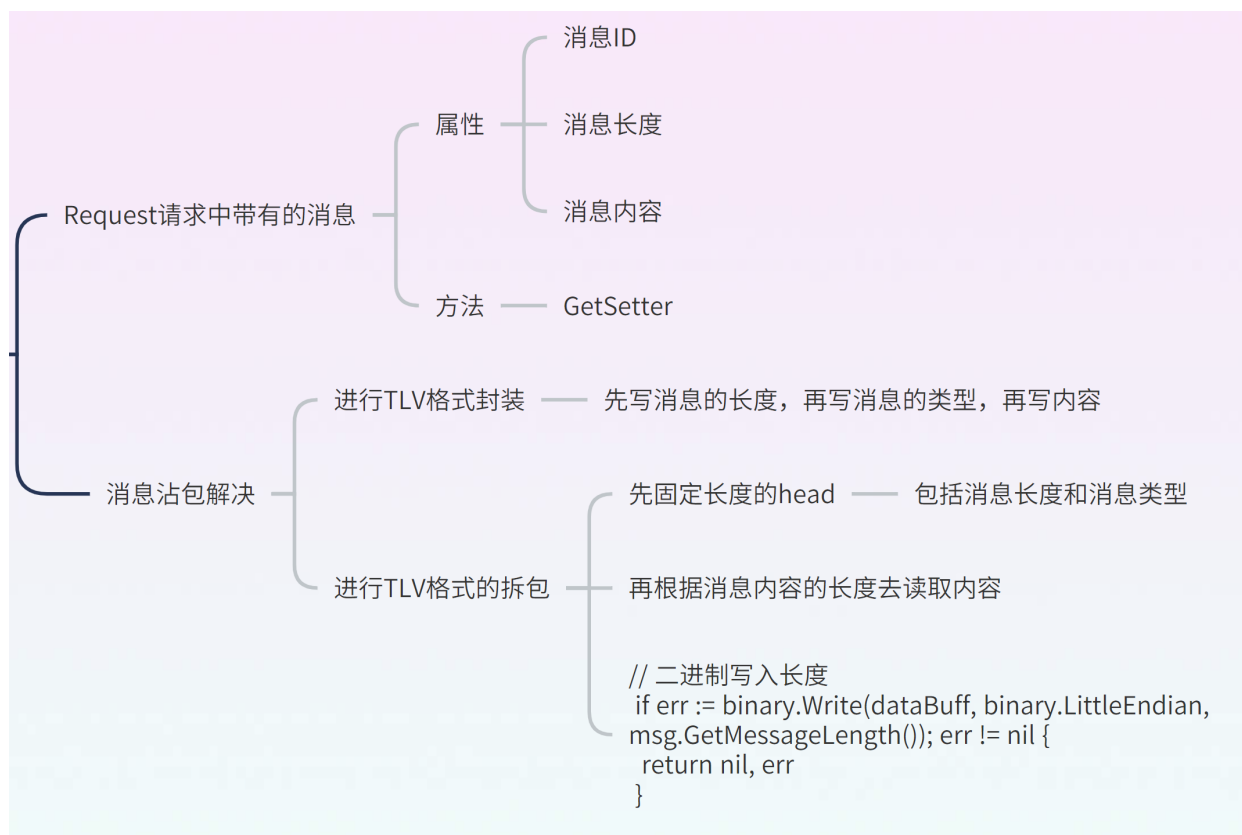 消息ID
属性
消息长度
消息内容
Request请求中带有的消息
方法
GetSetter
进行TLV格式封装
先写消息的长度，再写消息的类型，再写内容
消息沾包解决
先固定长度的head
包括消息长度和消息类型
进行TLV格式的拆包
再根据消息内容的长度去读取内容
// 二进制写入长度
if err := binary.Write(dataBuff, binary.LittleEndian,
msg.GetMessageLength()); err != nil {
return nil, err
}